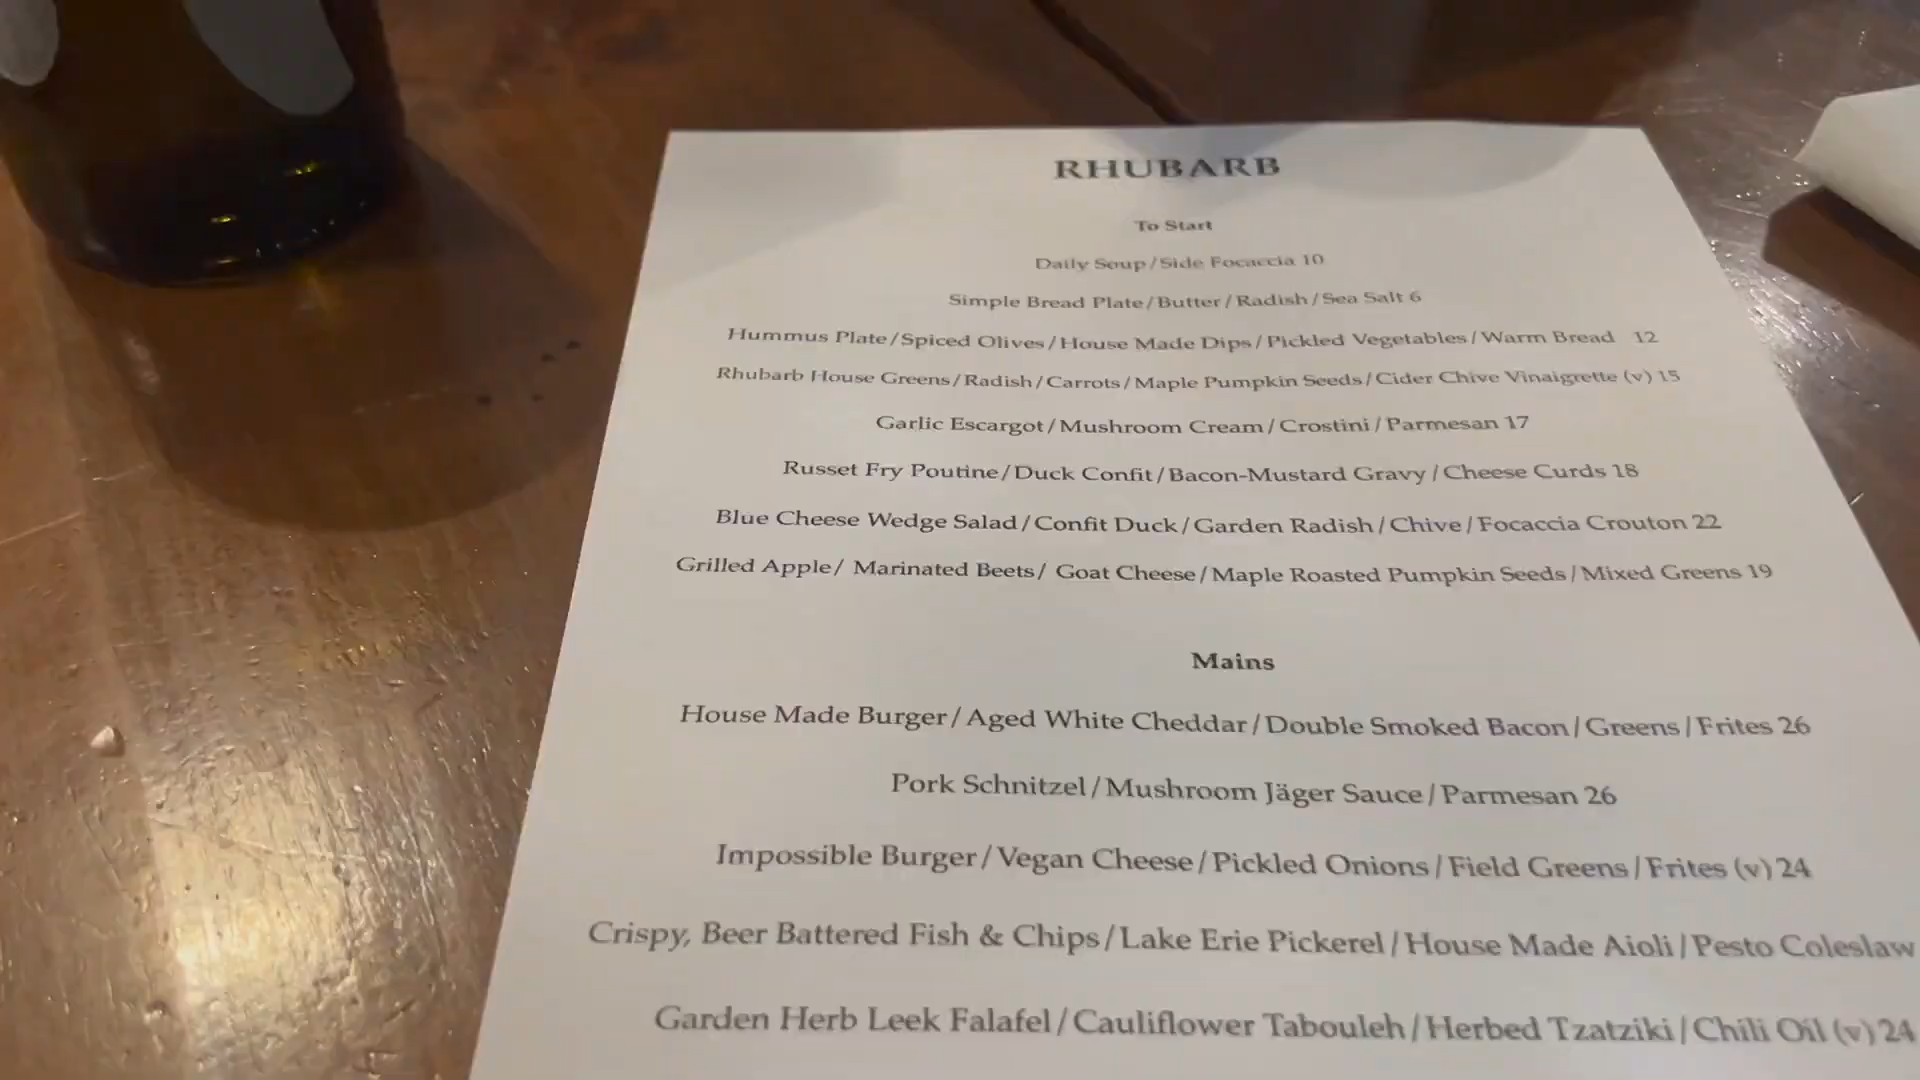 RHUBARB
To Start
Daily Soup/Side Focaccia 10
Simple Bread Plate/Butter/Radish/Sea Salt 6
Hummus Plate/Spiced Olives/House Made Dips/Pickled Vegetables/Warm Bread 12
Rhubarb House Greens/Radish/Carrots/Maple Pumpkin Seeds/Cider Chive Vinaigrette (v) 15
Garlic Escargot/Mushroom Cream/Crostini/Parmesan 17
Russet Fry Poutine/Duck Confit/Bacon-Mustard Gravy/Cheese Curds 18
Blue Cheese Wedge Salad/Confit Duck/Garden Radish/Chive/Focaccia Crouton 22
Grilled Apple/ Marinated Beets/ Goat Cheese/Maple Roasted Pumpkin Seeds/Mixed Greens 19
Mains
House Made Burger/Aged White Cheddar/Double Smoked Bacon/Greens/Frites 26
Pork Schnitzel/Mushroom Jäger Sauce/Parmesan 26
Impossible Burger/Vegan Cheese/Pickled Onions/Field Greens/Frites (v) 24
Crispy, Beer Battered Fish & Chips/Lake Erie Pickerel/House Made Aioli/Pesto Coleslaw
Garden Herb Leek Falafel/Cauliflower Tabouleh/Herbed Tzatziki/Chili Oil (v) 24